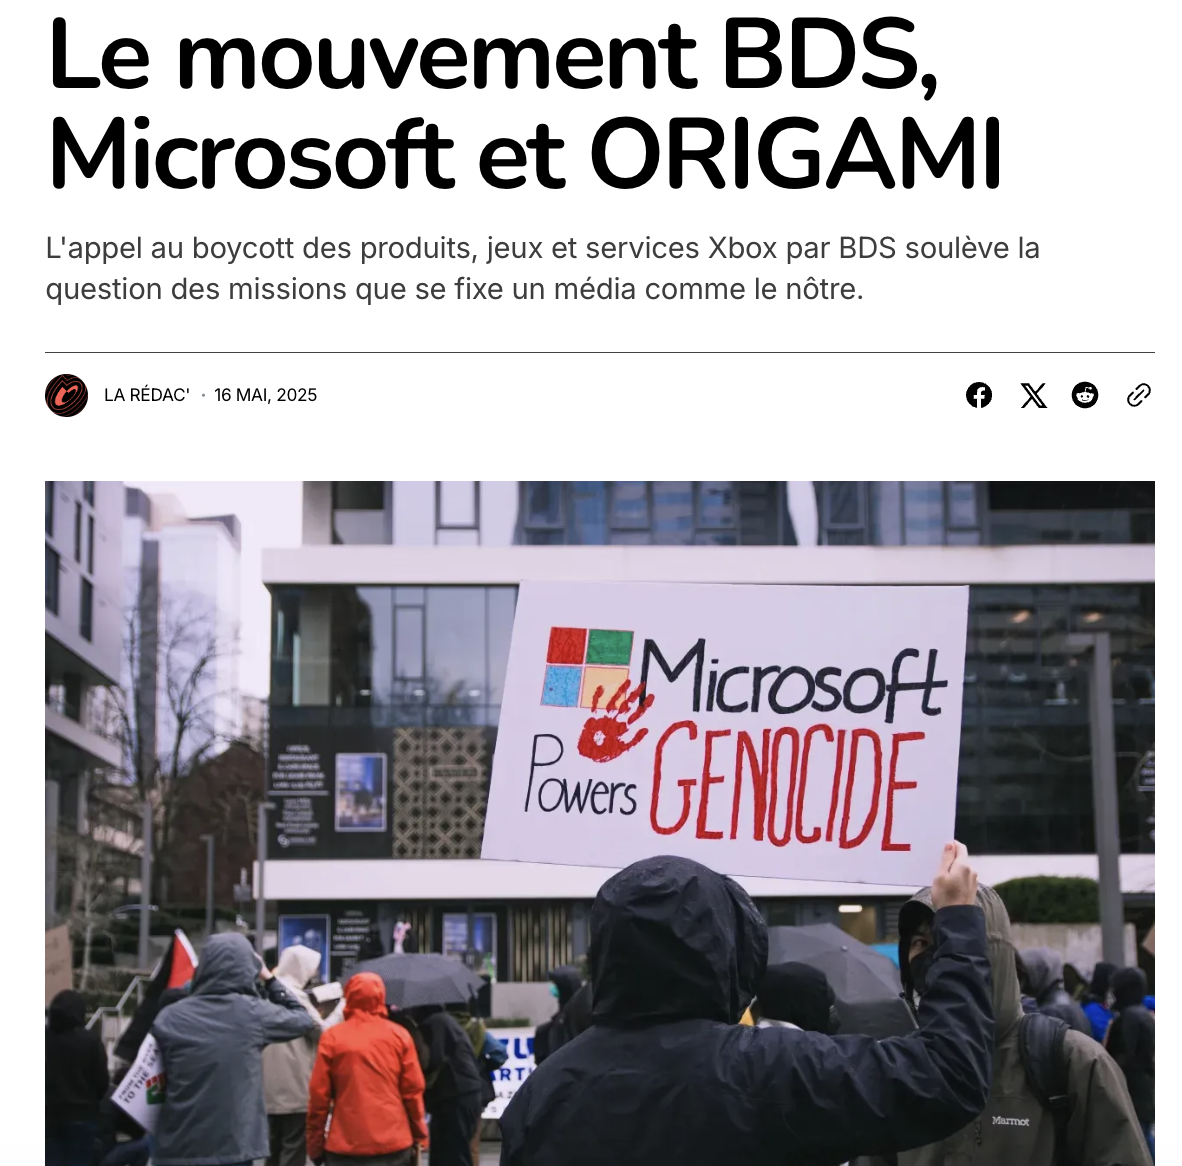 Le mouvement BDS,
Microsoft et ORIGAMI
L'appel au boycott des produits, jeux et services Xbox par BDS soulève la
question des missions que se fixe un média comme le nôtre.
LA RÉDAC' · 16 MAI, 2025
Microsoft
Powers GENOCIDE
TO THE
Marmot